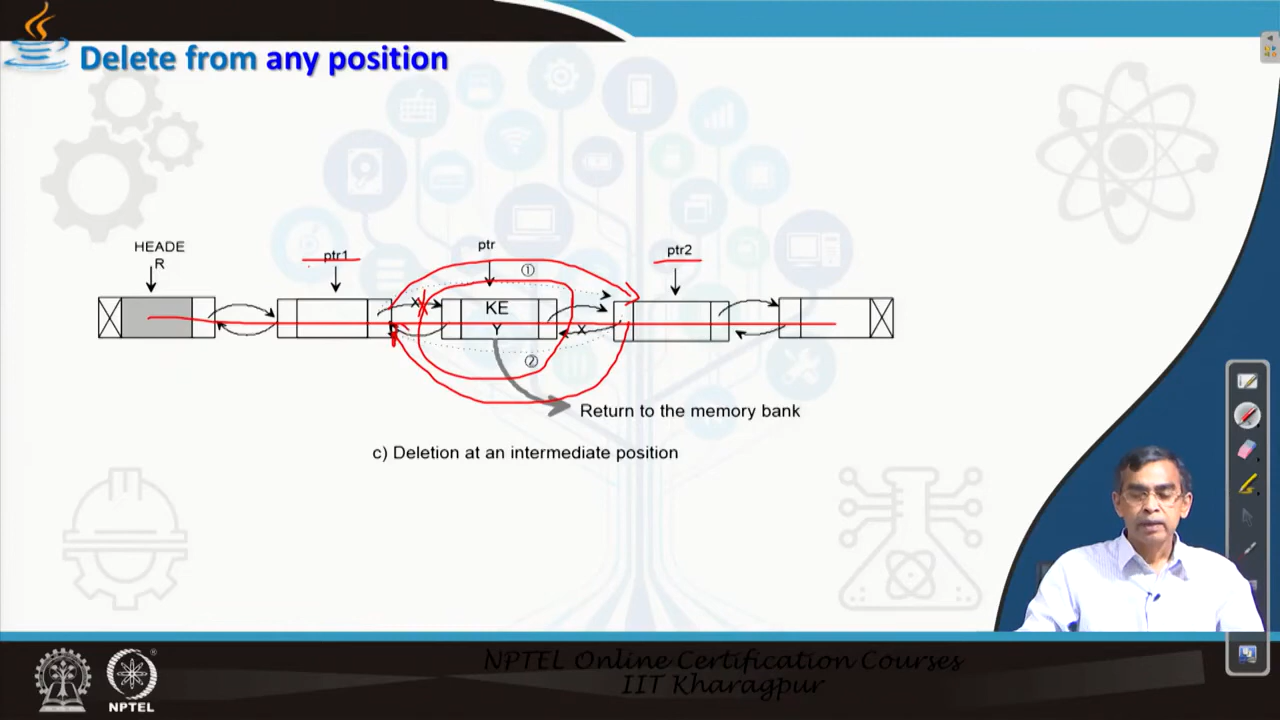 Delete from any position
HEADE
R
ptr1
ptr
ptr2
①
X
KE
Y
X
②
Return to the memory bank
c) Deletion at an intermediate position
NPTEL Online Certification Courses
IIT Kharagpur
NPTEL